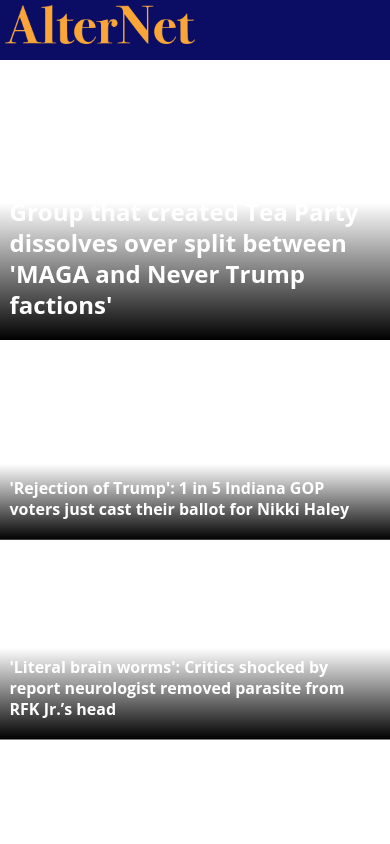 AlterNet
Group that created Tea Party
dissolves over split between
'MAGA and Never Trump
factions'
'Rejection of Trump': 1 in 5 Indiana GOP
voters just cast their ballot for Nikki Haley
'Literal brain worms': Critics shocked by
report neurologist removed parasite from
RFK Jr.’s head